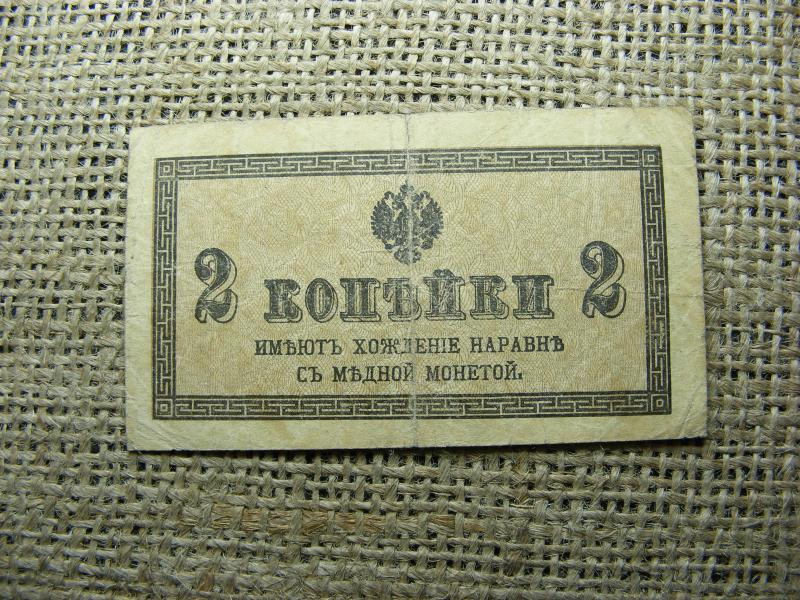 2 КОПѢЙКИ 2
ИМѢЮТЪ ХОЖДЕНІЕ НАРАВНѢ
СЪ МѢДНОЙ МОНЕТОЙ.